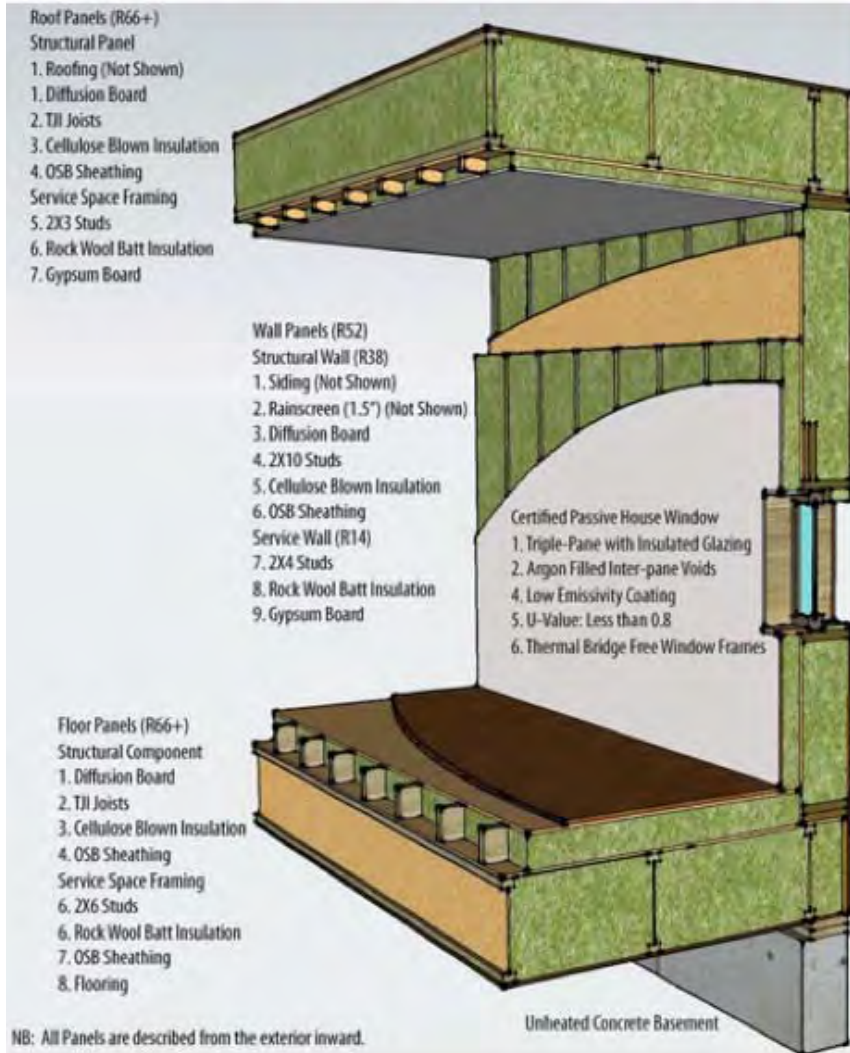 Roof Panels (R66+)
Structural Panel
1. Roofing (Not Shown)
1. Diffusion Board
2. TJI Joists
3. Cellulose Blown Insulation
4. OSB Sheathing
Service Space Framing
5. 2X3 Studs
6. Rock Wool Batt Insulation
7. Gypsum Board
Wall Panels (R52)
Structural Wall (R38)
1. Siding (Not Shown)
2. Rainscreen (1.5") (Not Shown)
3. Diffusion Board
4. 2X10 Studs
5. Cellulose Blown Insulation
6. OSB Sheathing
Service Wall (R14)
7. 2X4 Studs
8. Rock Wool Batt Insulation
9. Gypsum Board
Certified Passive House Window
1. Triple-Pane with Insulated Glazing
2. Argon Filled Inter-pane Voids
4. Low Emissivity Coating
5. U-Value: Less than 0.8
6. Thermal Bridge Free Window Frames
Floor Panels (R66+)
Structural Component
1. Diffusion Board
2. TJI Joists
3. Cellulose Blown Insulation
4. OSB Sheathing
Service Space Framing
6. 2X6 Studs
6. Rock Wool Batt Insulation
7. OSB Sheathing
8. Flooring
Unheated Concrete Basement
NB: All Panels are described from the exterior inward.